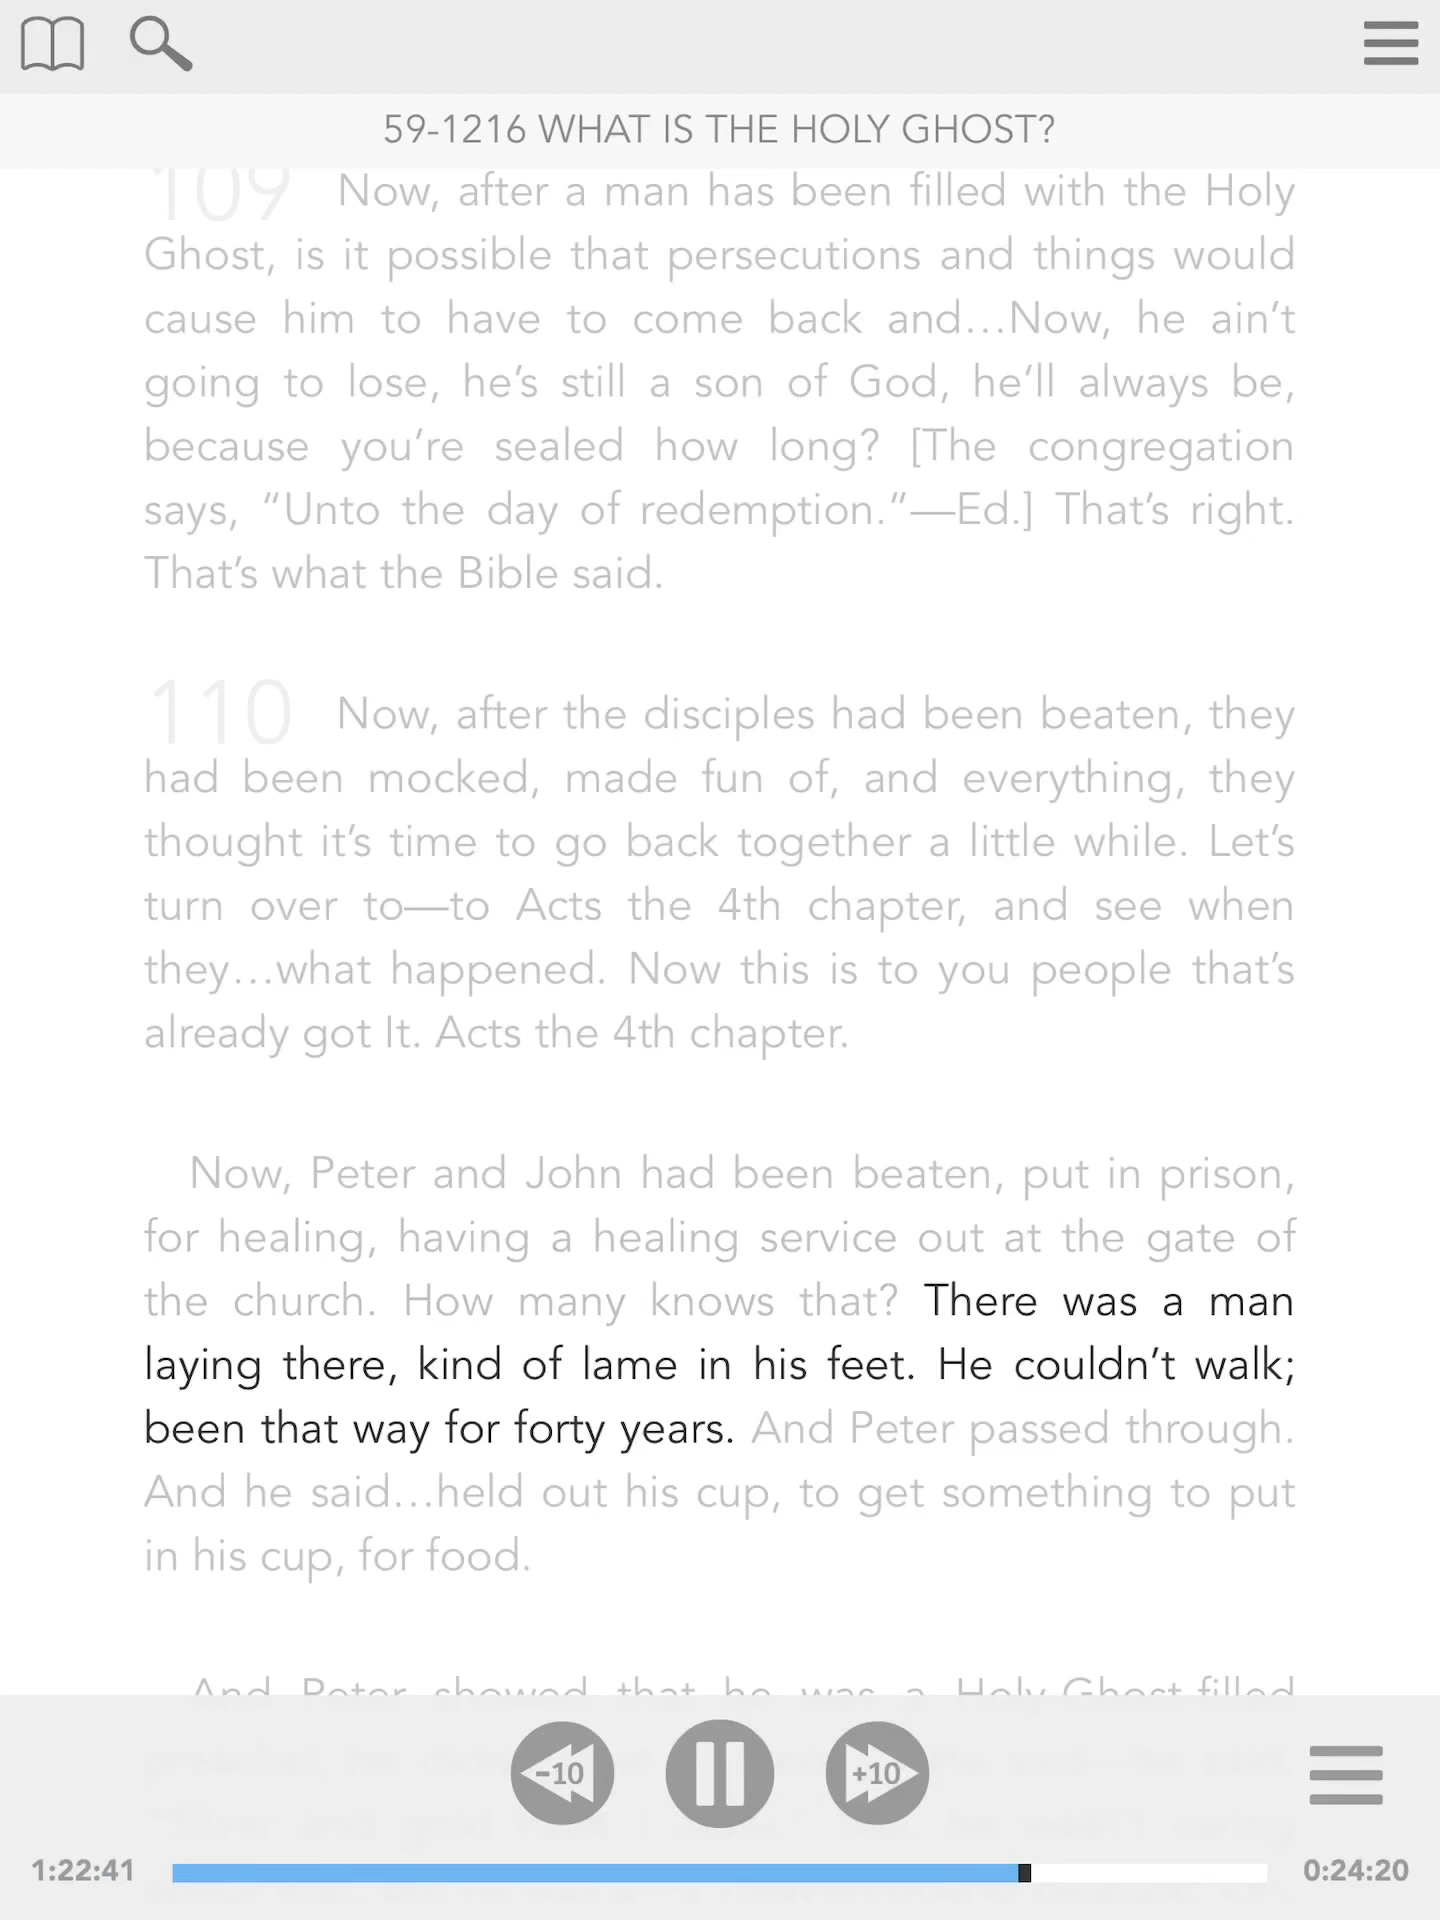 59-1216 WHAT IS THE HOLY GHOST?
109 Now, after a man has been filled with the Holy
Ghost, is it possible that persecutions and things would
cause him to have to come back and…Now, he ain’t
going to lose, he’s still a son of God, he’ll always be,
because you’re sealed how long? [The congregation
says, “Unto the day of redemption.”—Ed.] That’s right.
That’s what the Bible said.
110 Now, after the disciples had been beaten, they
had been mocked, made fun of, and everything, they
thought it’s time to go back together a little while. Let’s
turn over to—to Acts the 4th chapter, and see when
they…what happened. Now this is to you people that’s
already got It. Acts the 4th chapter.
Now, Peter and John had been beaten, put in prison,
for healing, having a healing service out at the gate of
the church. How many knows that? There was a man
laying there, kind of lame in his feet. He couldn’t walk;
been that way for forty years. And Peter passed through.
And he said…held out his cup, to get something to put
in his cup, for food.
And Peter showed that he was a Holy Ghost filled
-10 +10
1:22:41 0:24:20